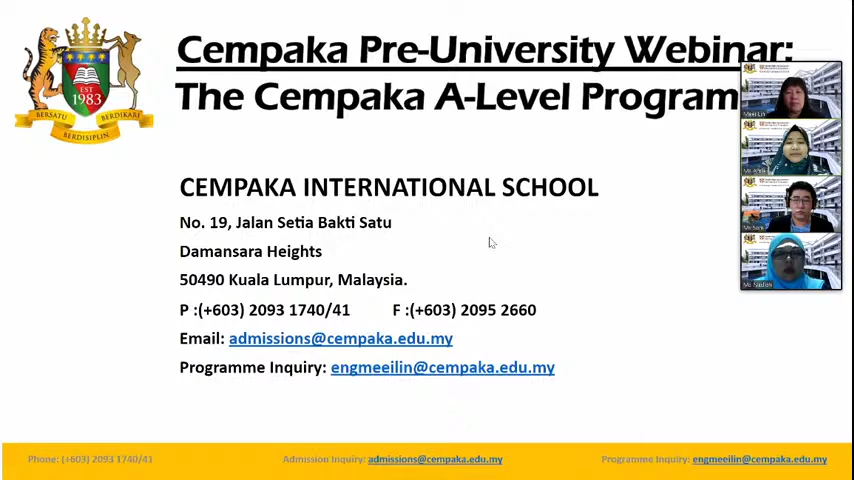 Cempaka Pre-University Webinar:
The Cempaka A-Level Program
EST
1983
BERSATU
BERDIKARI
BERDISIPLIN
CEMPAKA INTERNATIONAL SCHOOL
No. 19, Jalan Setia Bakti Satu
Damansara Heights
50490 Kuala Lumpur, Malaysia.
P :(+603) 2093 1740/41 F :(+603) 2095 2660
Email: admissions@cempaka.edu.my
Programme Inquiry: engmeeilin@cempaka.edu.my
Phone: (+603) 2093 1740/41 Admission Inquiry: admissions@cempaka.edu.my Programme Inquiry: engmeeilin@cempaka.edu.my